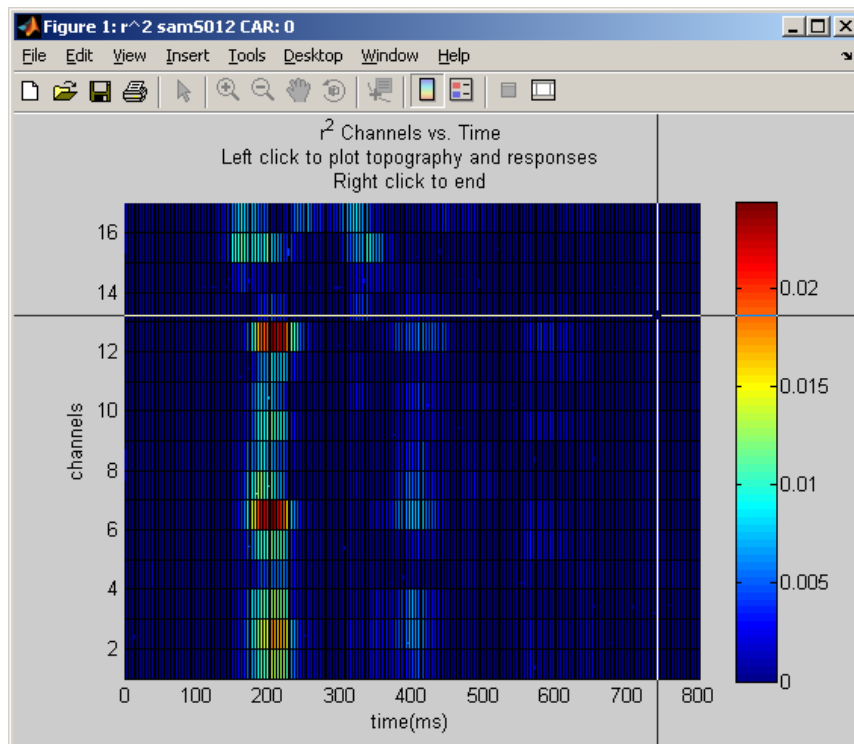 Figure 1: r^2 samS012 CAR: 0
File Edit View Insert Tools Desktop Window Help
r² Channels vs. Time
Left click to plot topography and responses
Right click to end
channels
16
14
12
10
8
6
4
2
0 100 200 300 400 500 600 700 800
time(ms)
0.02
0.015
0.01
0.005
0